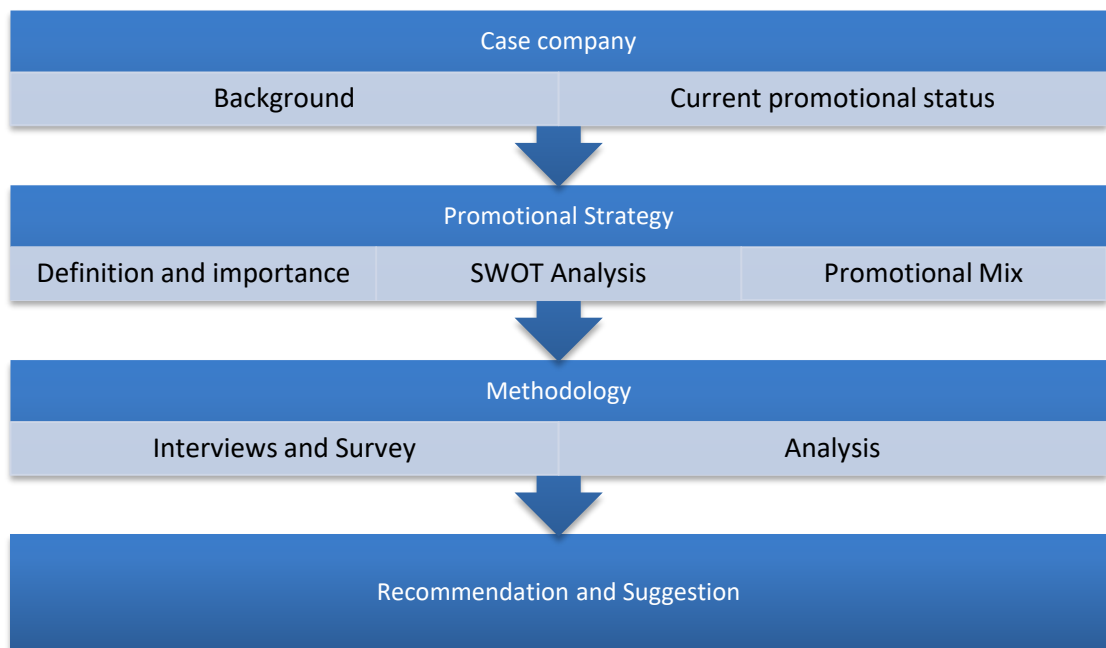 Case company
Background
Current promotional status
Promotional Strategy
Definition and importance
SWOT Analysis
Promotional Mix
Methodology
Interviews and Survey
Analysis
Recommendation and Suggestion